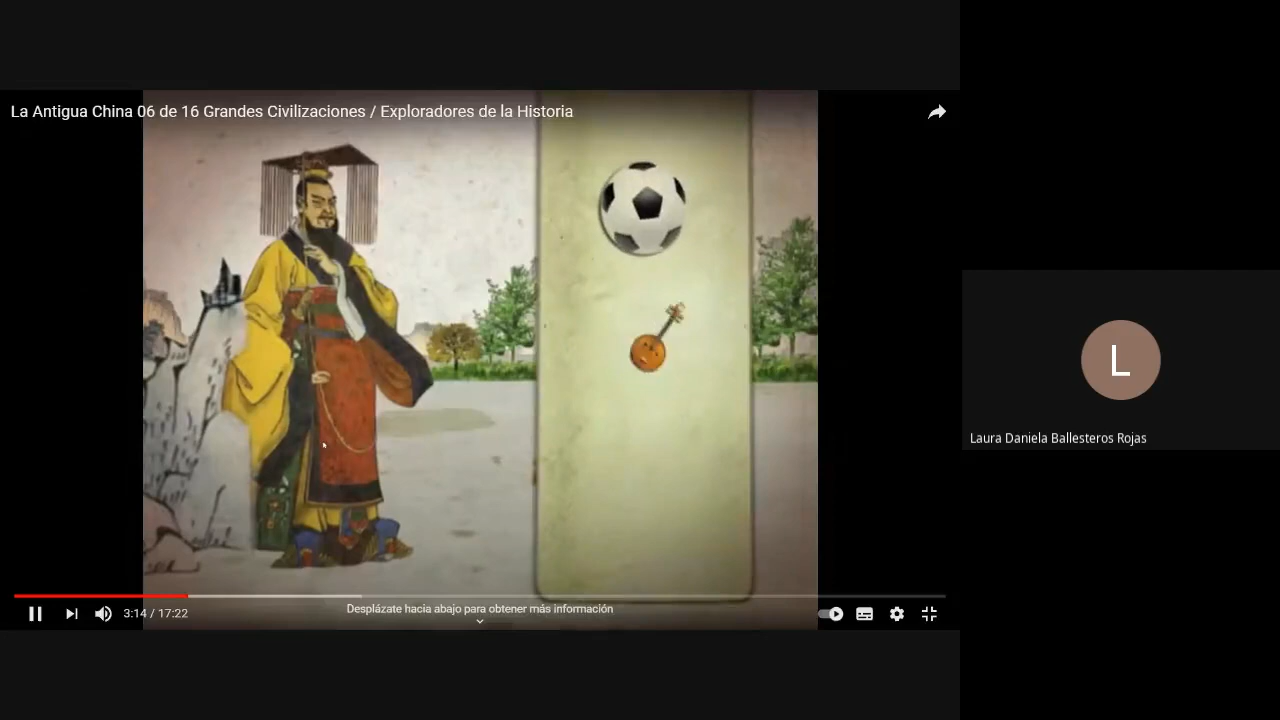 La Antigua China 06 de 16 Grandes Civilizaciones / Exploradores de la Historia
L
Laura Daniela Ballesteros Rojas
Desplázate hacia abajo para obtener más información
3:14 / 17:22